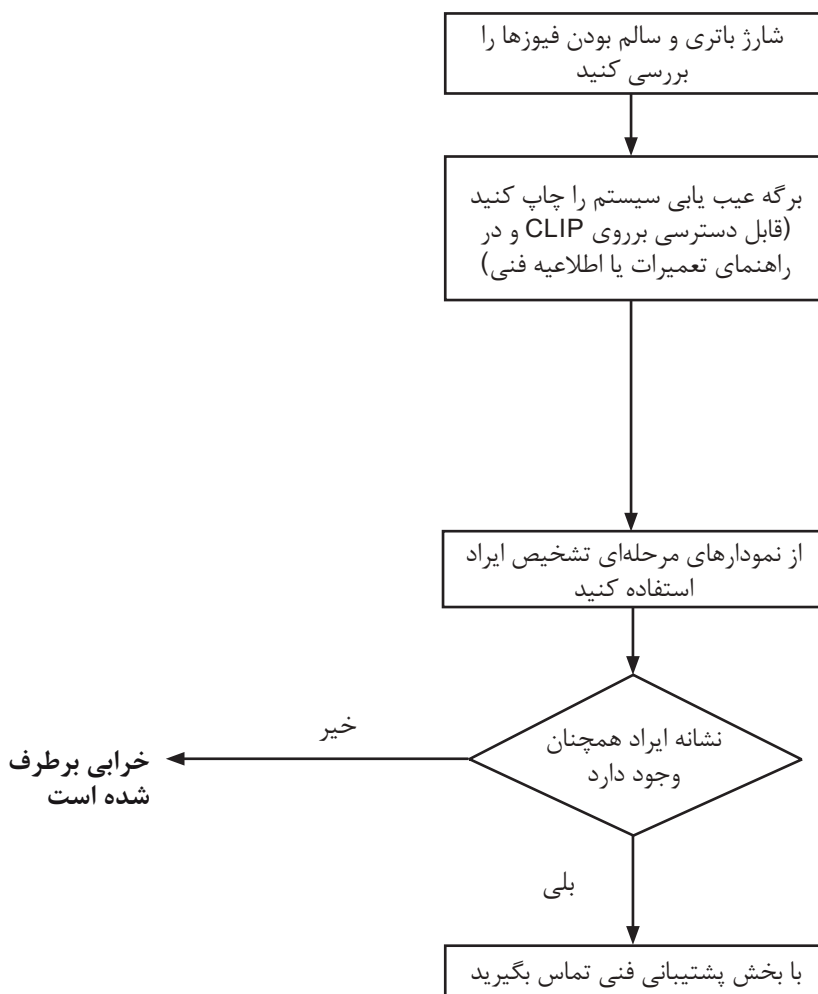 شارژ باتری و سالم بودن فیوزها را
بررسی کنید
برگه عیب یابی سیستم را چاپ کنید
(قابل دسترسی برروی CLIP و در
راهنمای تعمیرات یا اطلاعیه فنی)
از نمودارهای مرحله‌ای تشخیص ایراد
استفاده کنید
نشانه ایراد همچنان
وجود دارد
خیر
خرابی برطرف
شده است
بلی
با بخش پشتیبانی فنی تماس بگیرید